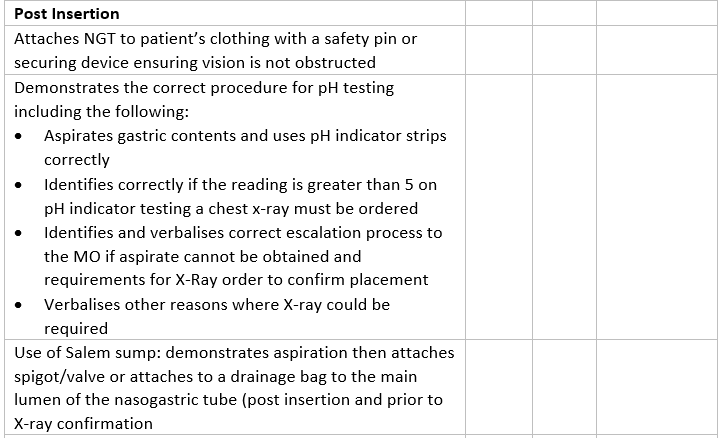 Post Insertion
Attaches NGT to patient's clothing with a safety pin or
securing device ensuring vision is not obstructed
Demonstrates the correct procedure for pH testing
including the following:
• Aspirates gastric contents and uses pH indicator strips
correctly
• Identifies correctly if the reading is greater than 5 on
pH indicator testing a chest x-ray must be ordered
• Identifies and verbalises correct escalation process to
the MO if aspirate cannot be obtained and
requirements for X-Ray order to confirm placement
• Verbalises other reasons where X-ray could be
required
Use of Salem sump: demonstrates aspiration then attaches
spigot/valve or attaches to a drainage bag to the main
lumen of the nasogastric tube (post insertion and prior to
X-ray confirmation